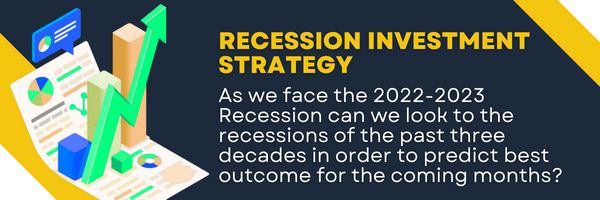 RECESSION INVESTMENT
STRATEGY
As we face the 2022-2023
Recession can we look to the
recessions of the past three
decades in order to predict best
outcome for the coming months?